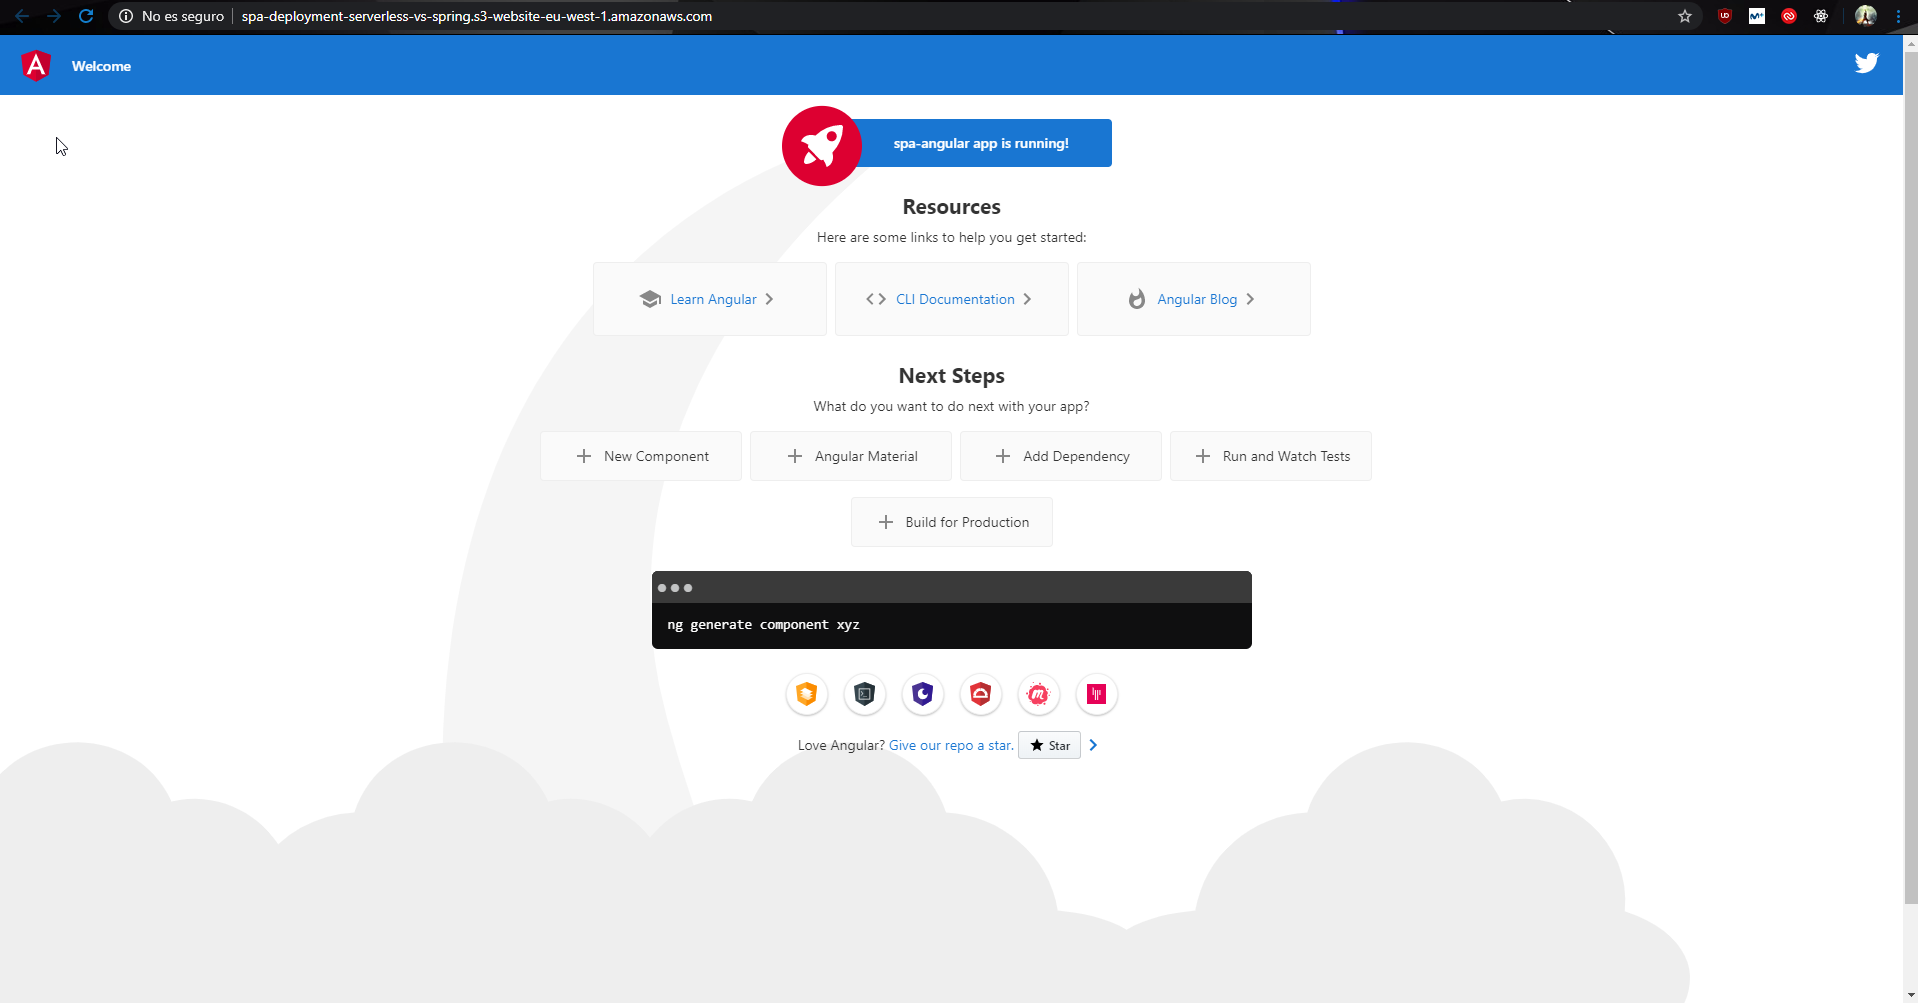 No es seguro spa-deployment-serverless-vs-spring.s3-website-eu-west-1.amazonaws.com
Welcome
spa-angular app is running!
Resources
Here are some links to help you get started:
Learn Angular
CLI Documentation
Angular Blog
Next Steps
What do you want to do next with your app?
New Component
Angular Material
Add Dependency
Run and Watch Tests
Build for Production
ng generate component xyz
Love Angular? Give our repo a star. Star